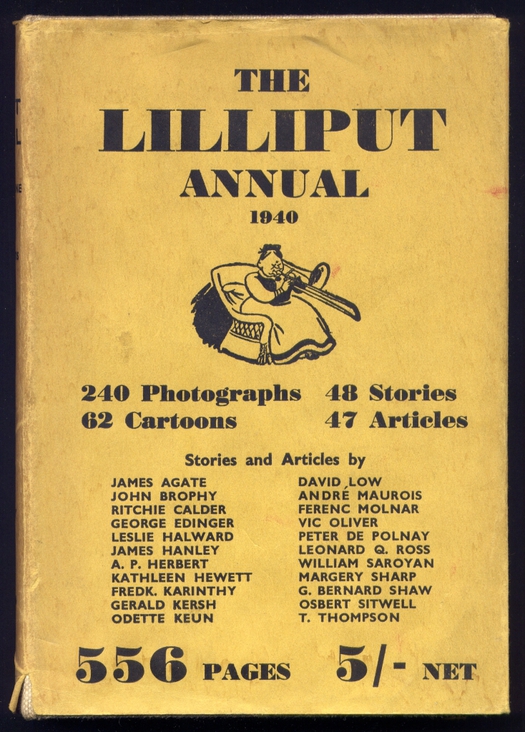 THE
LILLIPUT
ANNUAL
1940
240 Photographs 48 Stories
62 Cartoons 47 Articles
Stories and Articles by
JAMES AGATE
JOHN BROPHY
RITCHIE CALDER
GEORGE EDINGER
LESLIE HALWARD
JAMES HANLEY
A. P. HERBERT
KATHLEEN HEWETT
FREDK. KARINTHY
GERALD KERSH
ODETTE KEUN
DAVID LOW
ANDRÉ MAUROIS
FERENC MOLNAR
VIC OLIVER
PETER DE POLNAY
LEONARD Q. ROSS
WILLIAM SAROYAN
MARGERY SHARP
G. BERNARD SHAW
OSBERT SITWELL
T. THOMPSON
556 PAGES 5/- NET